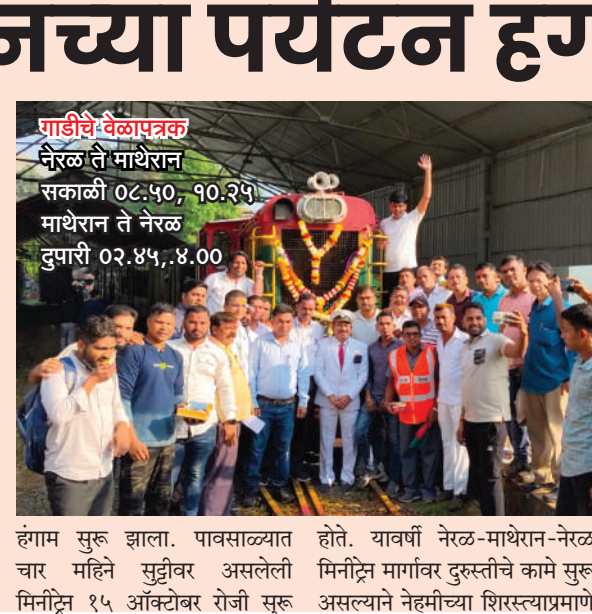 नच्या पर्यटन हग
गाडीचे वेळापत्रक
नेरळ ते माथेरान
सकाळी ०८.५०, १०.२५
माथेरान ते नेरळ
दुपारी ०२.४५,.४.००
हंगाम सुरू झाला. पावसाळ्यात
चार महिने सुट्टीवर असलेली
मिनीट्रेन १५ ऑक्टोबर रोजी सुरू
होते. यावर्षी नेरळ-माथेरान-नेरळ
मिनीट्रेन मार्गावर दुरुस्तीचे कामे सुरू
असल्याने नेहमीच्या शिरस्त्याप्रमाणे